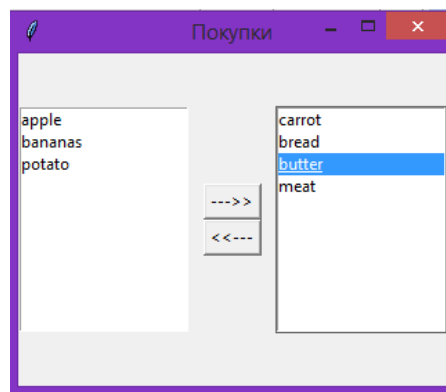 Покупки
apple
bananas
potato
--->>
<<---
carrot
bread
butter
meat